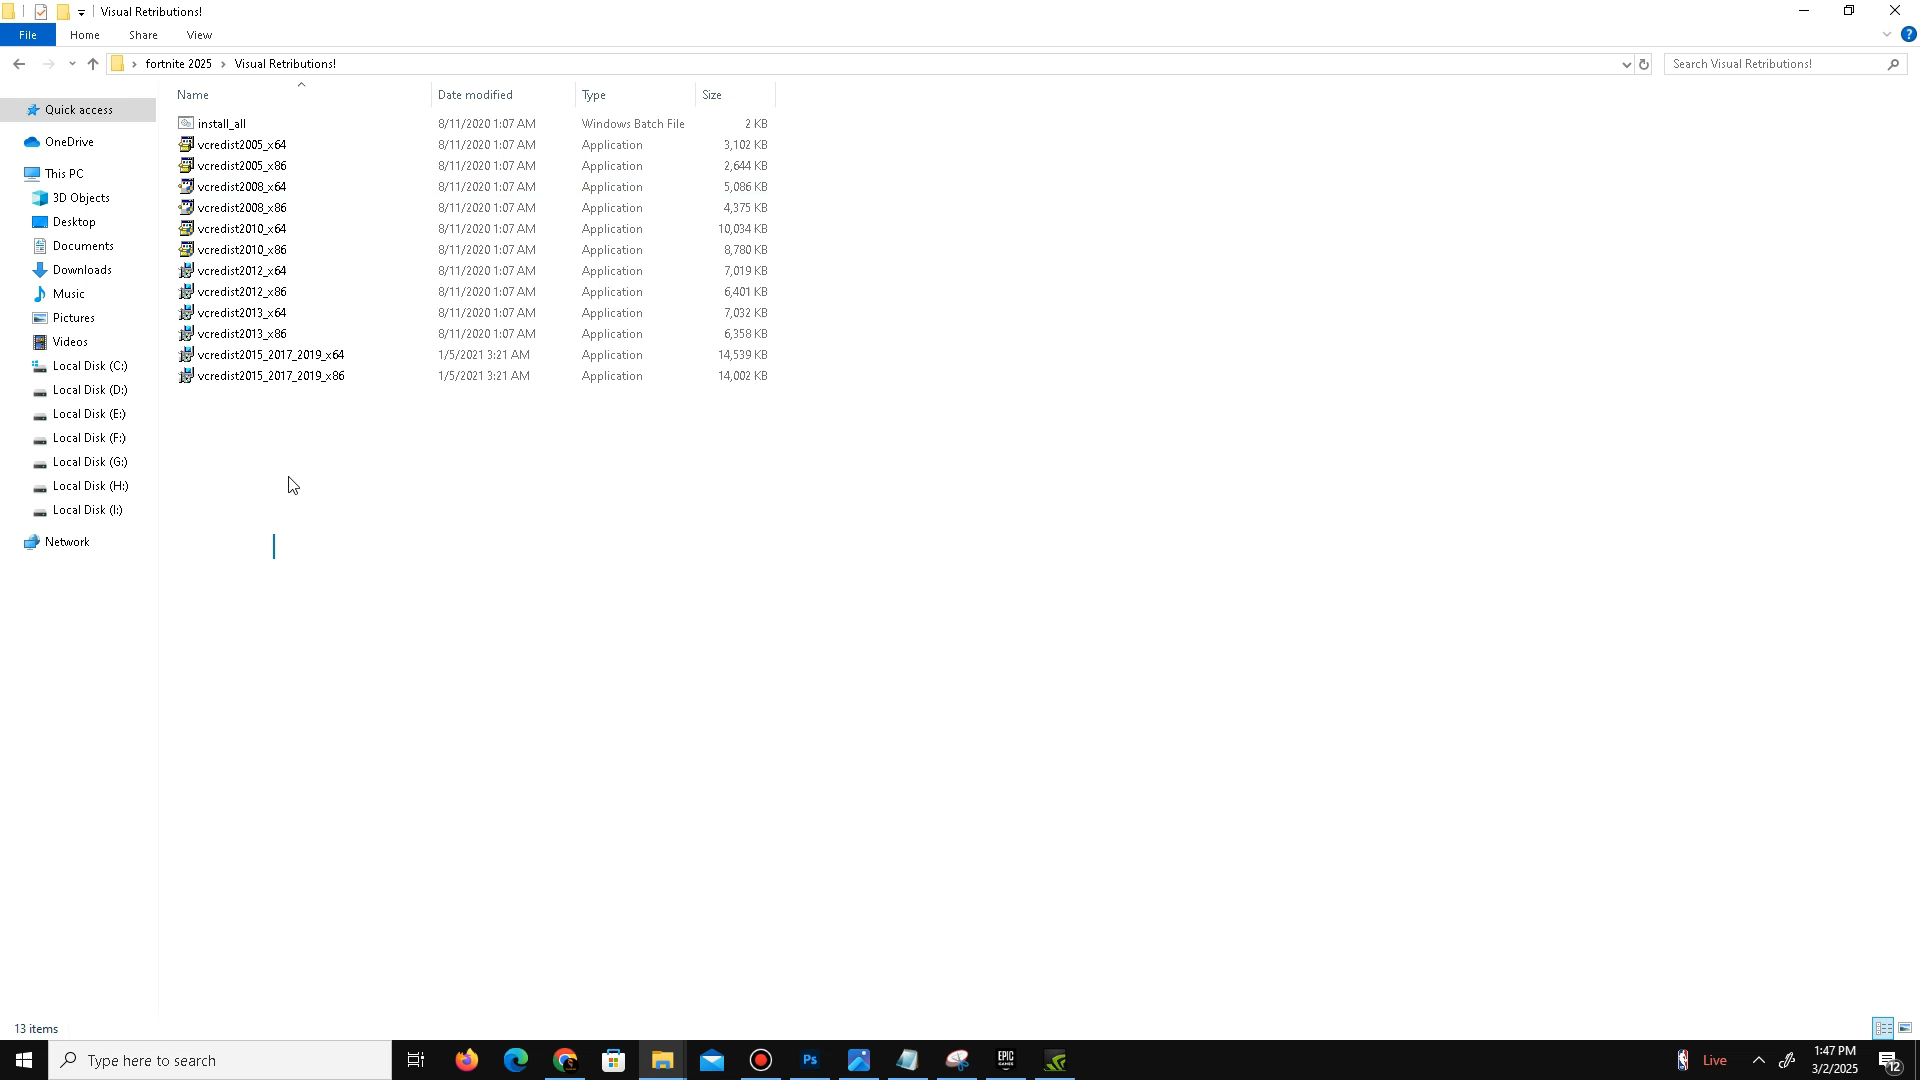 Visual Retributions!
File Home Share View
fortnite 2025 Visual Retributions! Search Visual Retributions!
Name Date modified Type Size
Quick access
OneDrive
This PC
3D Objects
Desktop
Documents
Downloads
Music
Pictures
Videos
Local Disk (C:)
Local Disk (D:)
Local Disk (E:)
Local Disk (F:)
Local Disk (G:)
Local Disk (H:)
Local Disk (I:)
Network
install_all 8/11/2020 1:07 AM Windows Batch File 2 KB
vcredist2005_x64 8/11/2020 1:07 AM Application 3,102 KB
vcredist2005_x86 8/11/2020 1:07 AM Application 2,644 KB
vcredist2008_x64 8/11/2020 1:07 AM Application 5,086 KB
vcredist2008_x86 8/11/2020 1:07 AM Application 4,375 KB
vcredist2010_x64 8/11/2020 1:07 AM Application 10,034 KB
vcredist2010_x86 8/11/2020 1:07 AM Application 8,780 KB
vcredist2012_x64 8/11/2020 1:07 AM Application 7,019 KB
vcredist2012_x86 8/11/2020 1:07 AM Application 6,401 KB
vcredist2013_x64 8/11/2020 1:07 AM Application 7,032 KB
vcredist2013_x86 8/11/2020 1:07 AM Application 6,358 KB
vcredist2015_2017_2019_x64 1/5/2021 3:21 AM Application 14,539 KB
vcredist2015_2017_2019_x86 1/5/2021 3:21 AM Application 14,002 KB
13 items
Type here to search
Ps
EPIC
GAMES
Live
1:47 PM
3/2/2025
12